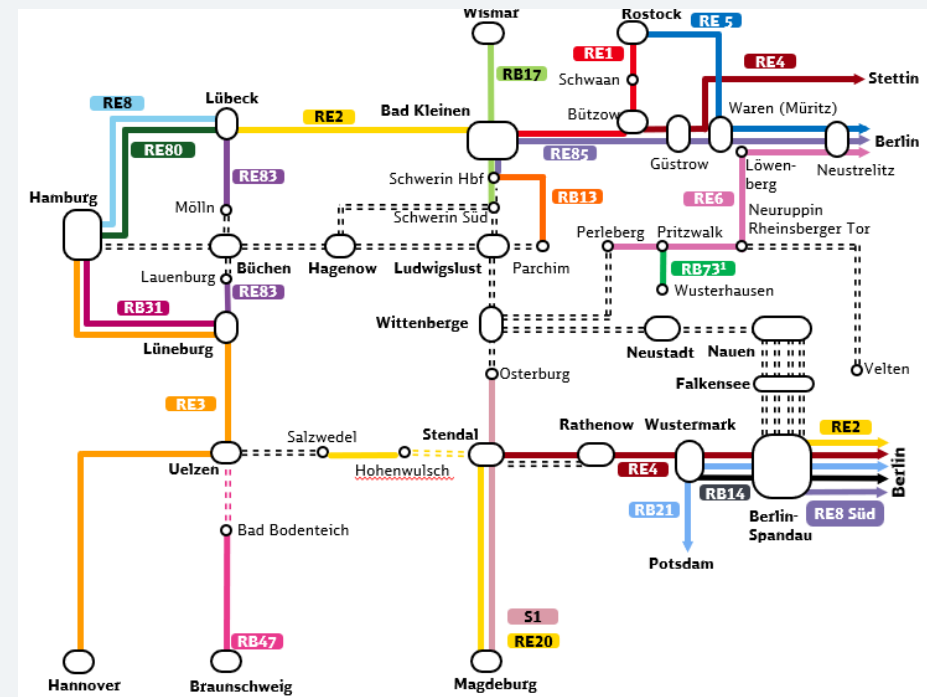 Wismar
Rostock
RE 5
RE1
RE4
RB17
Schwaan
Stettin
RE8
Lübeck
RE2
Bad Kleinen
Bützow
Waren (Müritz)
RE80
RE85
Berlin
Güstrow
Löwen-
berg
Neustrelitz
RE83
Schwerin Hbf
Hamburg
Mölln
RB13
RE6
Schwerin Süd
Neuruppin
Rheinsberger Tor
Perleberg
Pritzwalk
Büchen
Hagenow
Ludwigslust
Parchim
Lauenburg
RE83
RB73¹
Wusterhausen
RB31
Wittenberge
Lüneburg
Neustadt
Nauen
Osterburg
Falkensee
Velten
RE3
Salzwedel
Stendal
Rathenow
Wustermark
RE2
Uelzen
Hohenwulsch
RE4
RB14
Berlin
RB21
Berlin-
Spandau
RE8 Süd
Bad Bodenteich
Potsdam
S1
RB47
RE20
Hannover
Braunschweig
Magdeburg